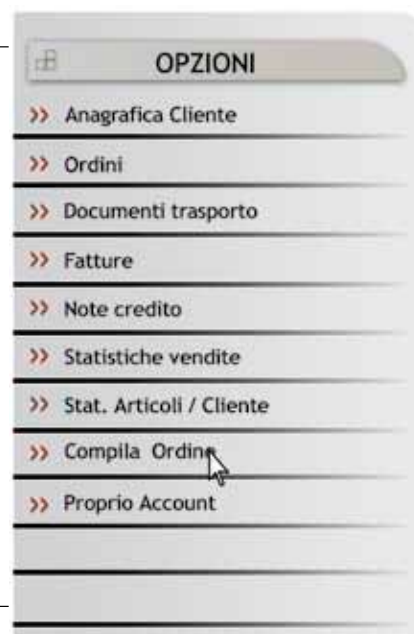 OPZIONI
Anagrafica Cliente
Ordini
Documenti trasporto
Fatture
Note credito
Statistiche vendite
Stat. Articoli / Cliente
Compila Ordine
Proprio Account